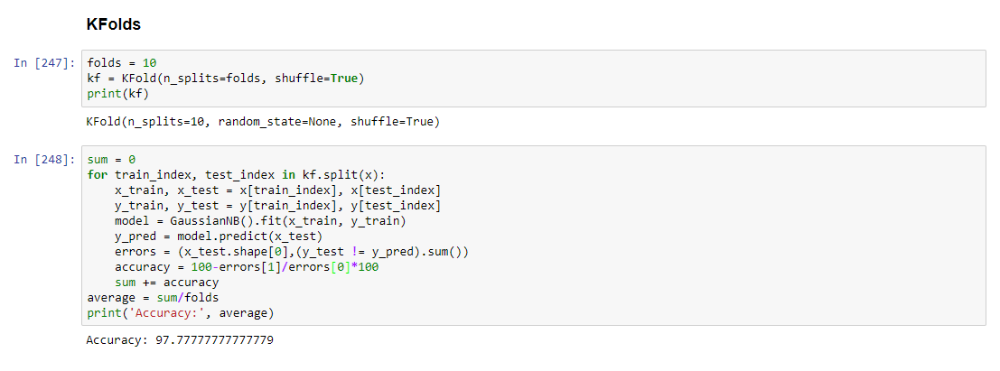 KFolds
In [247]:
folds = 10
kf = KFold(n_splits=folds, shuffle=True)
print(kf)
KFold(n_splits=10, random_state=None, shuffle=True)
In [248]:
sum = 0
for train_index, test_index in kf.split(x):
    x_train, x_test = x[train_index], x[test_index]
    y_train, y_test = y[train_index], y[test_index]
    model = GaussianNB().fit(x_train, y_train)
    y_pred = model.predict(x_test)
    errors = (x_test.shape[0],(y_test != y_pred).sum())
    accuracy = 100-errors[1]/errors[0]*100
    sum += accuracy
average = sum/folds
print('Accuracy:', average)
Accuracy: 97.77777777777779